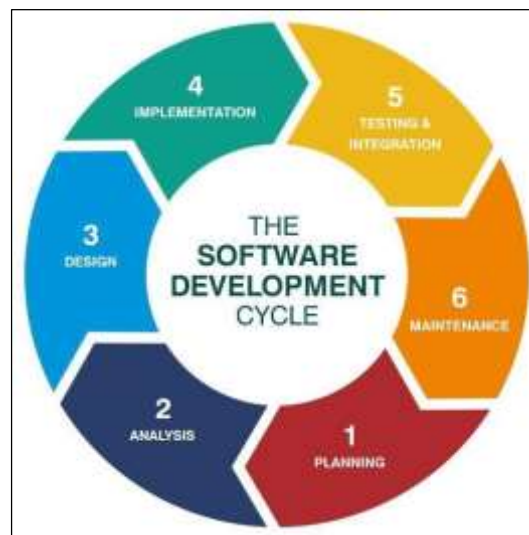 THE
SOFTWARE
DEVELOPMENT
CYCLE
1
PLANNING
2
ANALYSIS
3
DESIGN
4
IMPLEMENTATION
5
TESTING &
INTEGRATION
6
MAINTENANCE